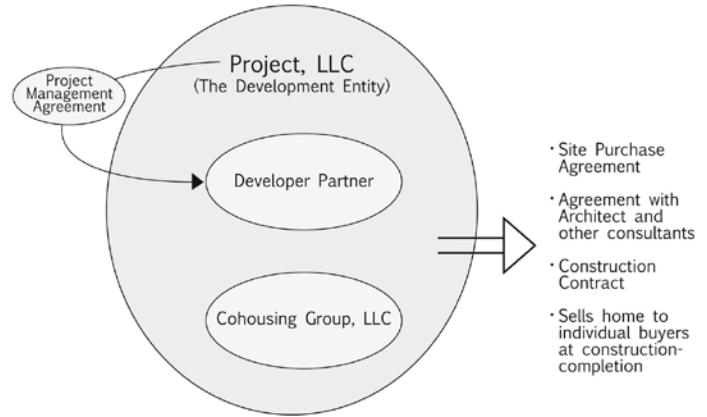 Project, LLC
(The Development Entity)
Project
Management
Agreement
Developer Partner
Cohousing Group, LLC
· Site Purchase
Agreement
· Agreement with
Architect and
other consultants
· Construction
Contract
· Sells home to
individual buyers
at construction-
completion